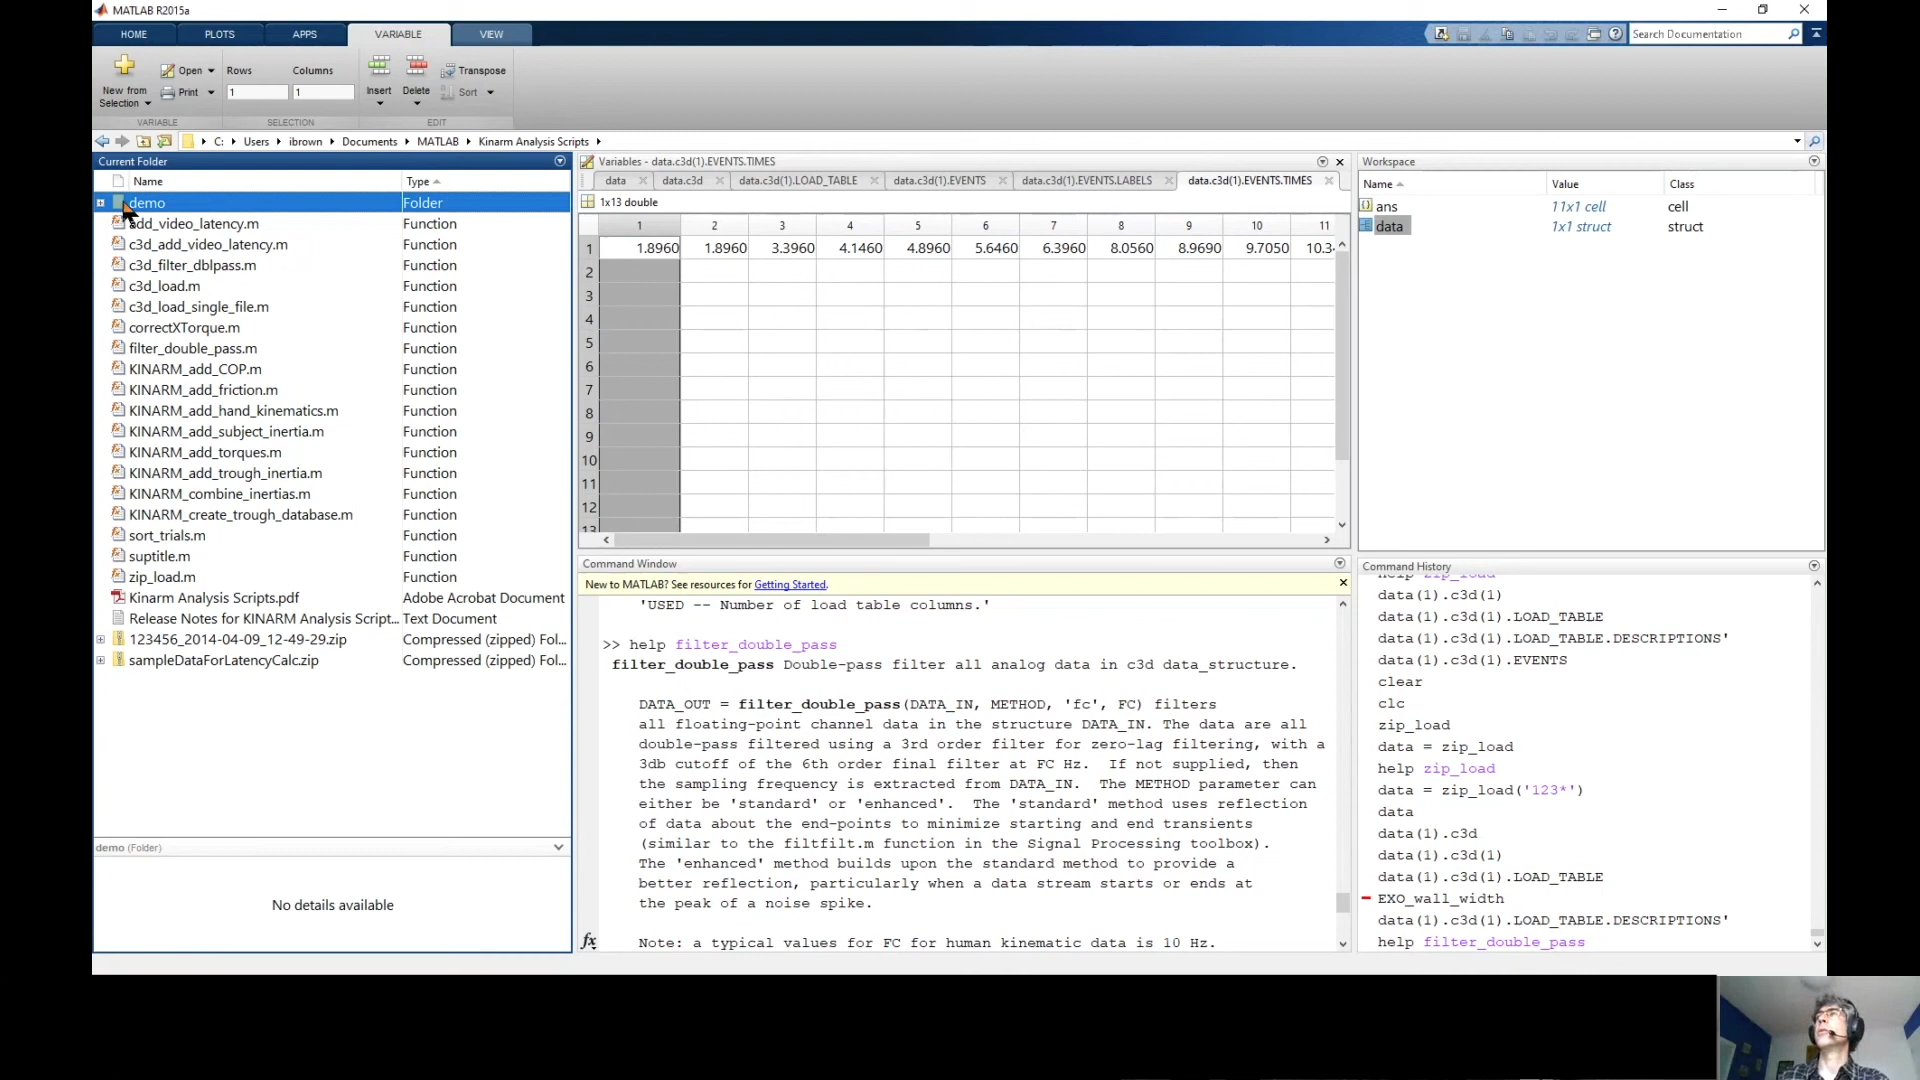 MATLAB R2015a
HOME PLOTS APPS VARIABLE VIEW
Search Documentation
New from Selection
Open
Print
Rows Columns
1 1
Insert Delete
Transpose
Sort
VARIABLE SELECTION EDIT
C: Users ibrown Documents MATLAB Kinarm Analysis Scripts
Current Folder
Name Type
demo Folder
add_video_latency.m Function
c3d_add_video_latency.m Function
c3d_filter_dblpass.m Function
c3d_load.m Function
c3d_load_single_file.m Function
correctXTorque.m Function
filter_double_pass.m Function
KINARM_add_COP.m Function
KINARM_add_friction.m Function
KINARM_add_hand_kinematics.m Function
KINARM_add_subject_inertia.m Function
KINARM_add_torques.m Function
KINARM_add_trough_inertia.m Function
KINARM_combine_inertias.m Function
KINARM_create_trough_database.m Function
sort_trials.m Function
suptitle.m Function
zip_load.m Function
Kinarm Analysis Scripts.pdf Adobe Acrobat Document
Release Notes for KINARM Analysis Script... Text Document
123456_2014-04-09_12-49-29.zip Compressed (zipped) Fol...
sampleDataForLatencyCalc.zip Compressed (zipped) Fol...
demo (Folder)
No details available
Variables - data.c3d(1).EVENTS.TIMES
data data.c3d data.c3d(1).LOAD_TABLE data.c3d(1).EVENTS data.c3d(1).EVENTS.LABELS data.c3d(1).EVENTS.TIMES
1x13 double
1 2 3 4 5 6 7 8 9 10 11
1 1.8960 1.8960 3.3960 4.1460 4.8960 5.6460 6.3960 8.0560 8.9690 9.7050 10.3
2
3
4
5
6
7
8
9
10
11
12
13
Command Window
New to MATLAB? See resources for Getting Started.
'USED -- Number of load table columns.'
>> help filter_double_pass
filter_double_pass Double-pass filter all analog data in c3d data_structure.
DATA_OUT = filter_double_pass(DATA_IN, METHOD, 'fc', FC) filters
all floating-point channel data in the structure DATA_IN. The data are all
double-pass filtered using a 3rd order filter for zero-lag filtering, with a
3db cutoff of the 6th order final filter at FC Hz. If not supplied, then
the sampling frequency is extracted from DATA_IN. The METHOD parameter can
either be 'standard' or 'enhanced'. The 'standard' method uses reflection
of data about the end-points to minimize starting and end transients
(similar to the filtfilt.m function in the Signal Processing toolbox).
The 'enhanced' method builds upon the standard method to provide a
better reflection, particularly when a data stream starts or ends at
the peak of a noise spike.
fx
Note: a typical values for FC for human kinematic data is 10 Hz.
Workspace
Name Value Class
ans 11x1 cell cell
data 1x1 struct struct
Command History
help zip_load
data(1).c3d(1)
data(1).c3d(1).LOAD_TABLE
data(1).c3d(1).LOAD_TABLE.DESCRIPTIONS'
data(1).c3d(1).EVENTS
clear
clc
zip_load
data = zip_load
help zip_load
data = zip_load('123*')
data
data(1).c3d
data(1).c3d(1)
data(1).c3d(1).LOAD_TABLE
EXO_wall_width
data(1).c3d(1).LOAD_TABLE.DESCRIPTIONS'
help filter_double_pass